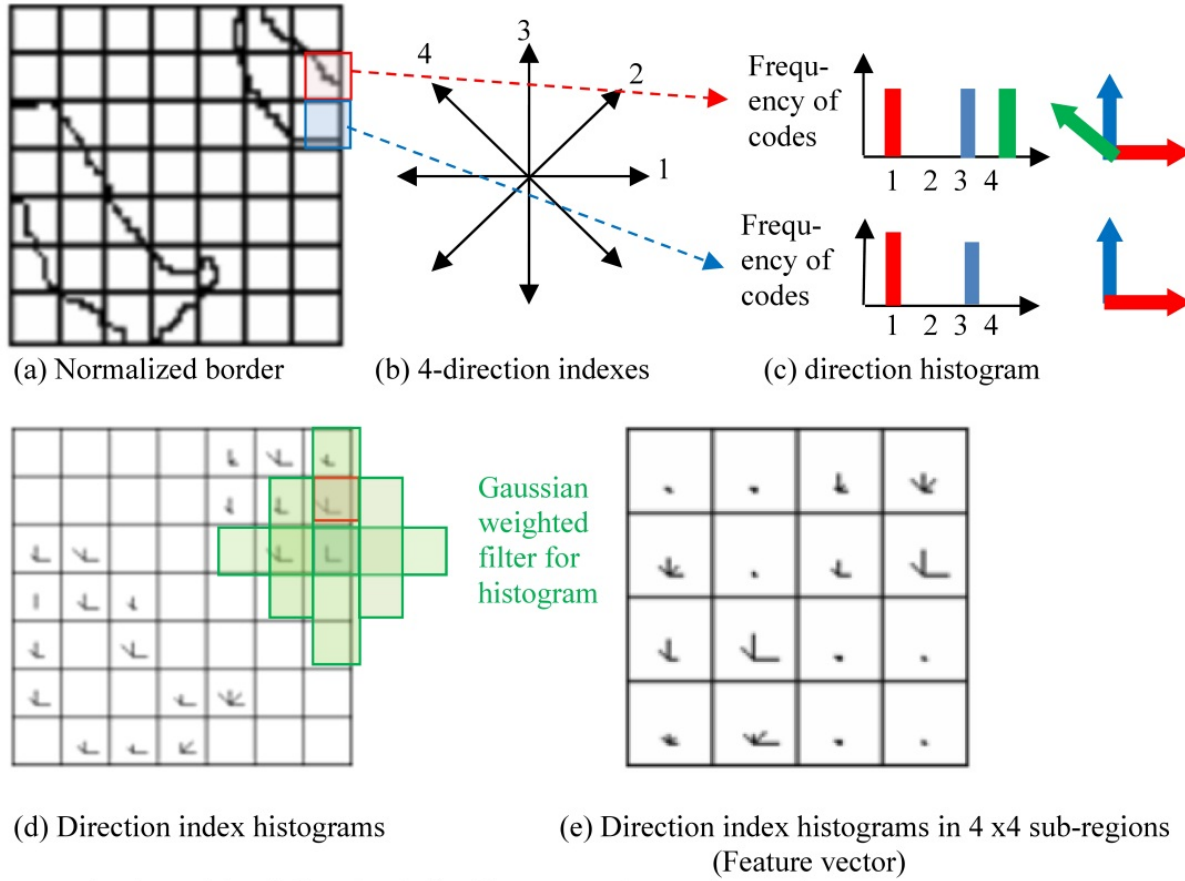 3
4
2
1
Frequ-
ency of
codes
1 2 3 4
Frequ-
ency of
codes
1 2 3 4
(a) Normalized border
(b) 4-direction indexes
(c) direction histogram
Gaussian
weighted
filter for
histogram
(d) Direction index histograms
(e) Direction index histograms in 4 x4 sub-regions
(Feature vector)